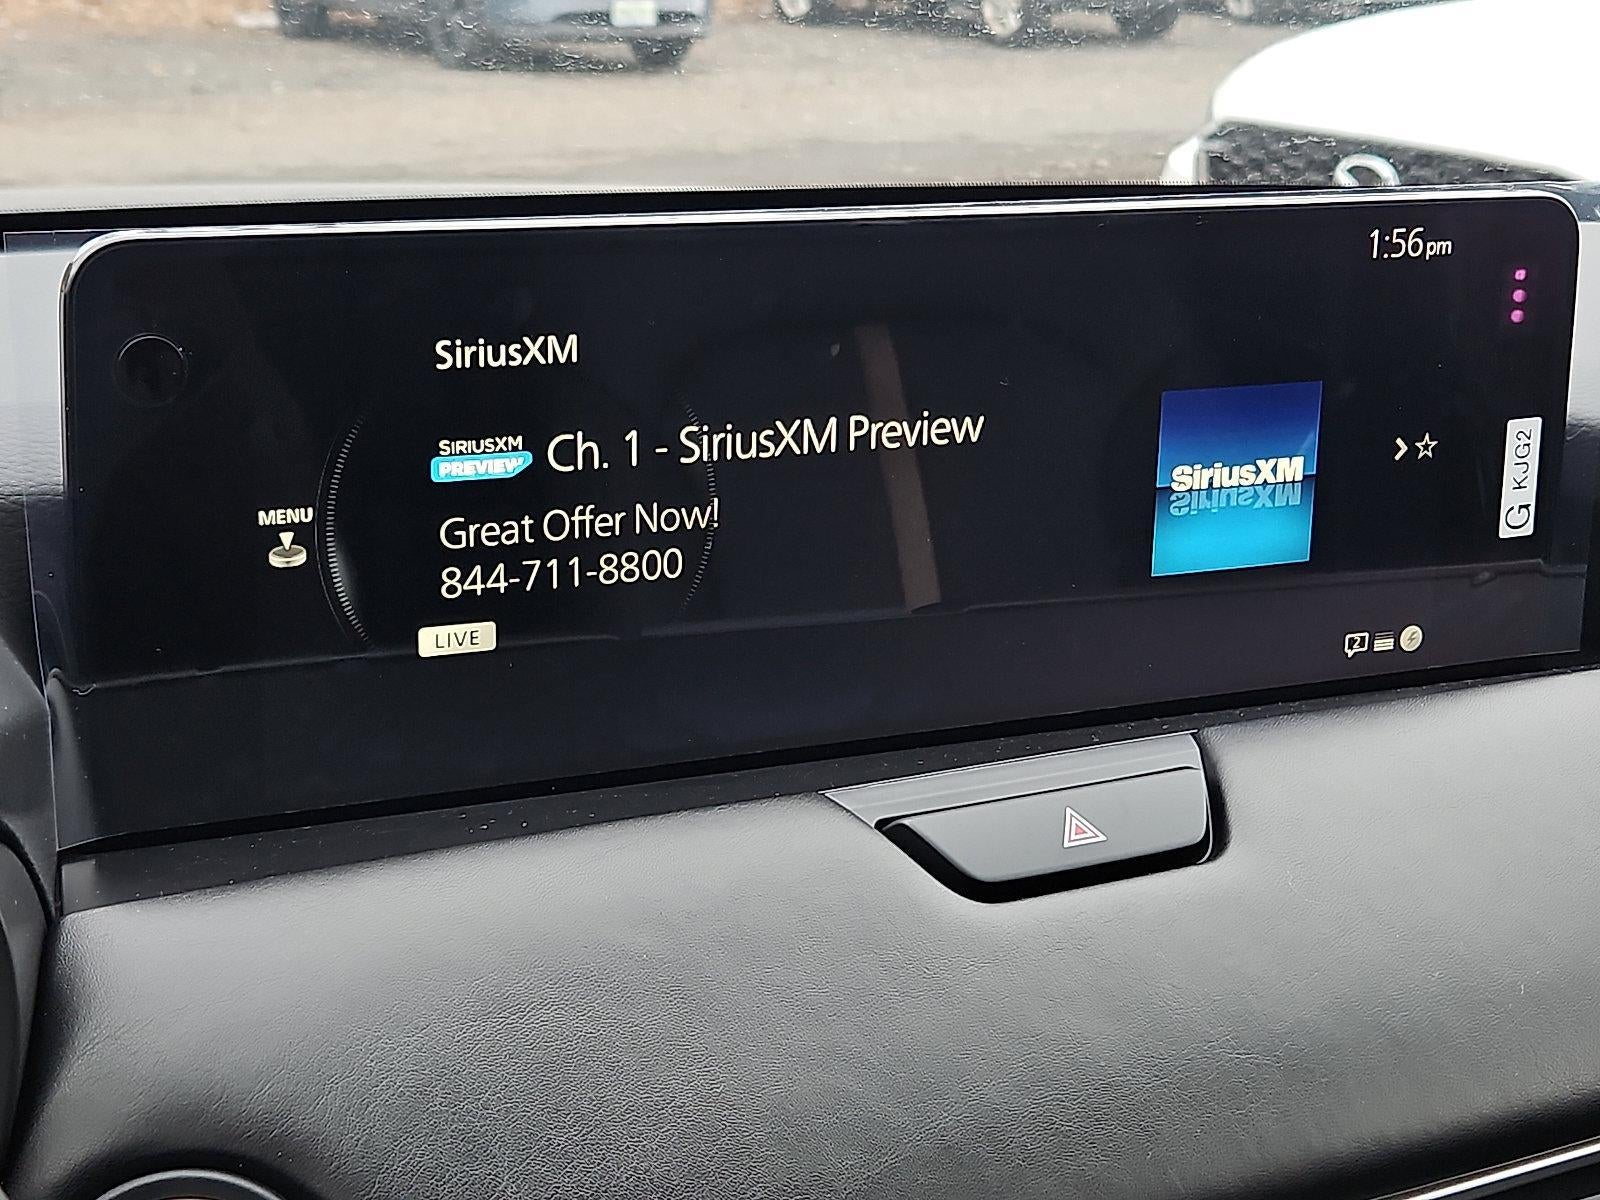 1:56pm
SiriusXM
SIRIUSXM
PREVIEW
Ch. 1 - SiriusXM Preview
SiriusXM
MENU
Great Offer Now!
844-711-8800
G KJG2
LIVE
2